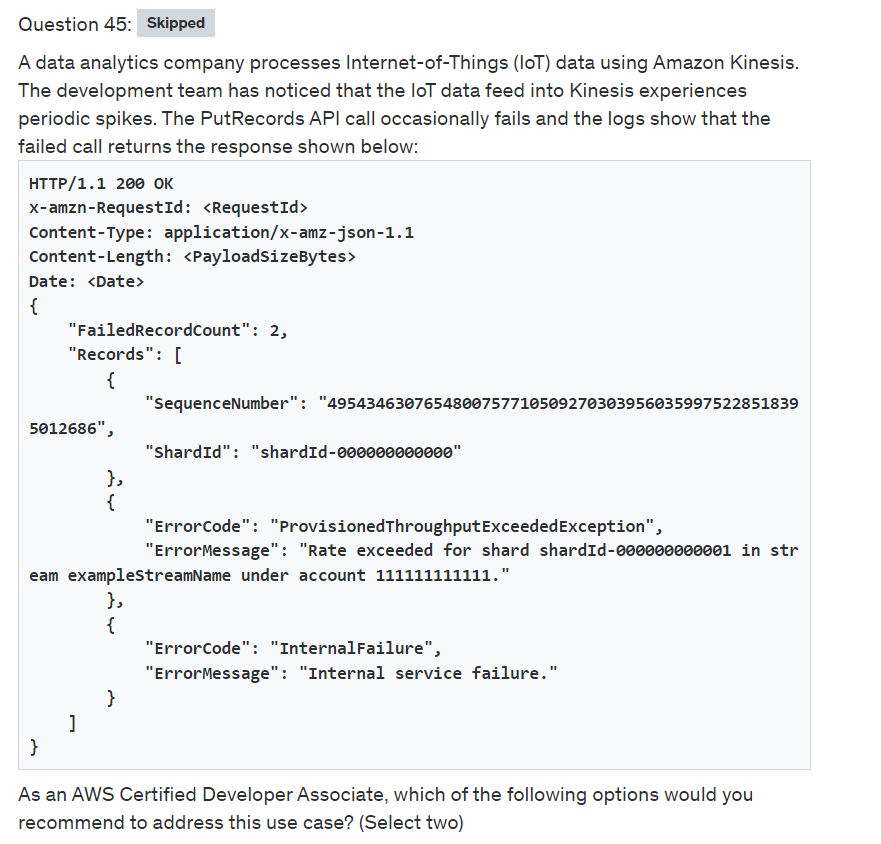 Question 45: Skipped
A data analytics company processes Internet-of-Things (IoT) data using Amazon Kinesis.
The development team has noticed that the IoT data feed into Kinesis experiences
periodic spikes. The PutRecords API call occasionally fails and the logs show that the
failed call returns the response shown below:
HTTP/1.1 200 OK
x-amzn-RequestId: <RequestId>
Content-Type: application/x-amz-json-1.1
Content-Length: <PayloadSizeBytes>
Date: <Date>
{
    "FailedRecordCount": 2,
    "Records": [
        {
            "SequenceNumber": "49543463076548007577105092703039560359975228518395012686",
            "ShardId": "shardId-000000000000"
        },
        {
            "ErrorCode": "ProvisionedThroughputExceededException",
            "ErrorMessage": "Rate exceeded for shard shardId-000000000001 in str
eam exampleStreamName under account 111111111111."
        },
        {
            "ErrorCode": "InternalFailure",
            "ErrorMessage": "Internal service failure."
        }
    ]
}
As an AWS Certified Developer Associate, which of the following options would you
recommend to address this use case? (Select two)